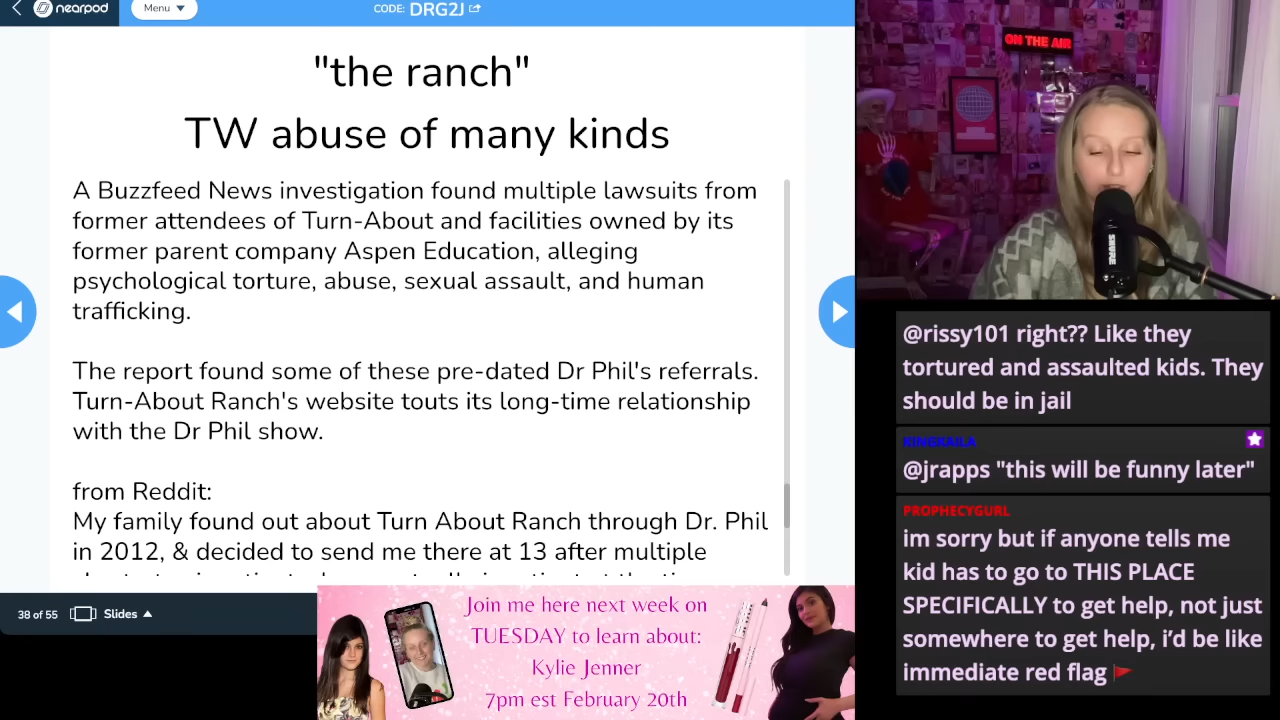 nearpod
Menu
CODE: DRG2J
"the ranch"
TW abuse of many kinds
A Buzzfeed News investigation found multiple lawsuits from
former attendees of Turn-About and facilities owned by its
former parent company Aspen Education, alleging
psychological torture, abuse, sexual assault, and human
trafficking.
The report found some of these pre-dated Dr Phil's referrals.
Turn-About Ranch's website touts its long-time relationship
with the Dr Phil show.
from Reddit:
My family found out about Turn About Ranch through Dr. Phil
in 2012, & decided to send me there at 13 after multiple
38 of 55
Slides
Join me here next week on
TUESDAY to learn about:
Kylie Jenner
7pm est February 20th
ON THE AIR
SHURE
@rissy101 right?? Like they
tortured and assaulted kids. They
should be in jail
KINGKAILA
@jrapps "this will be funny later"
PROPHECYGURL
im sorry but if anyone tells me
kid has to go to THIS PLACE
SPECIFICALLY to get help, not just
somewhere to get help, i'd be like
immediate red flag